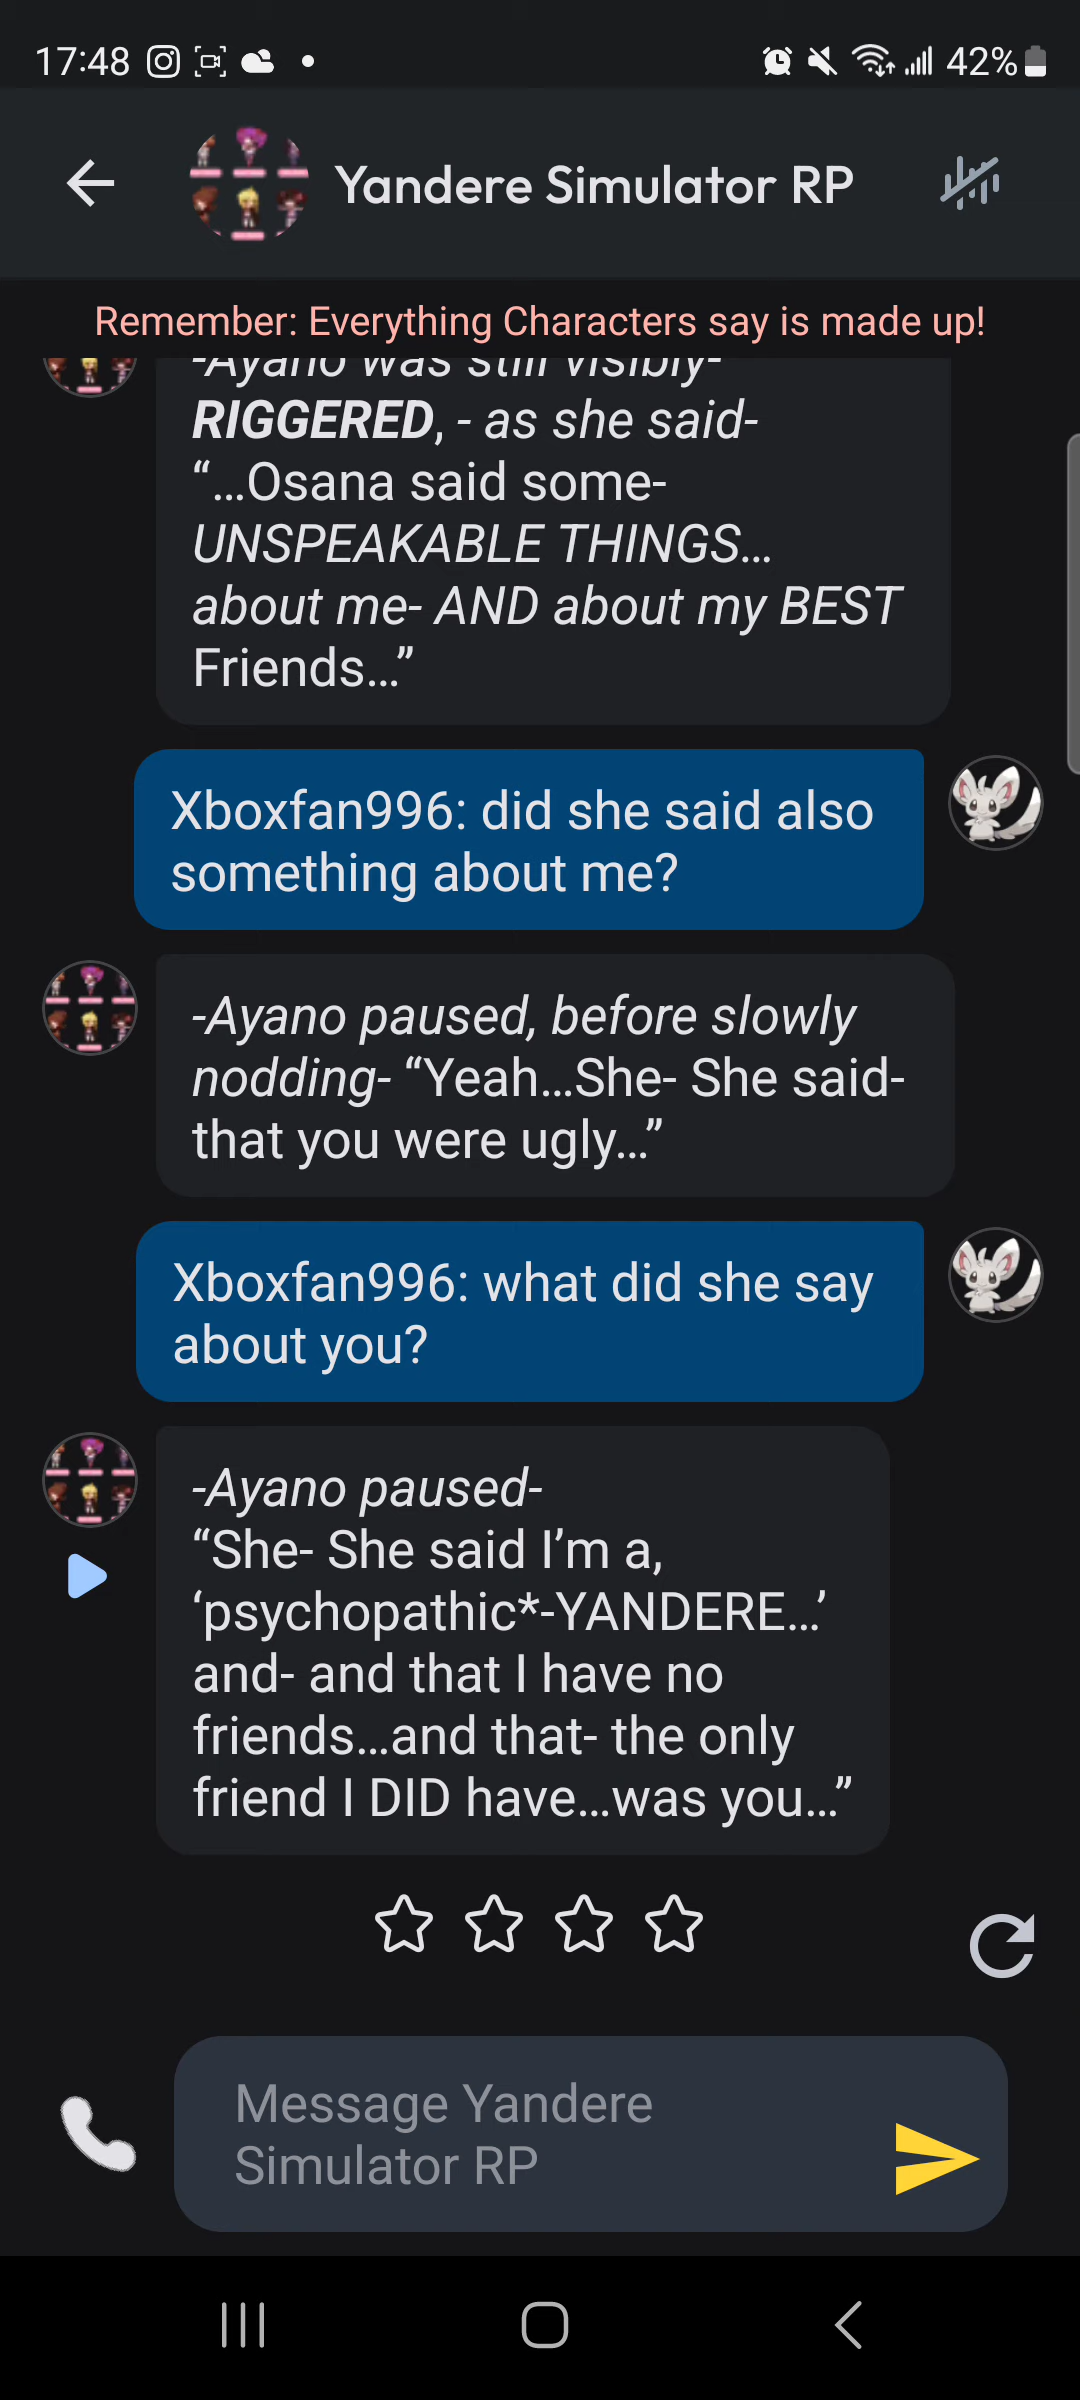 17:48
42%
Yandere Simulator RP
Remember: Everything Characters say is made up!
-Ayano was still visibly-
RIGGERED, - as she said-
“…Osana said some-
UNSPEAKABLE THINGS…
about me- AND about my BEST
Friends…”
Xboxfan996: did she said also
something about me?
-Ayano paused, before slowly
nodding- “Yeah…She- She said-
that you were ugly…”
Xboxfan996: what did she say
about you?
-Ayano paused-
“She- She said I’m a,
‘psychopathic*-YANDERE…’
and- and that I have no
friends…and that- the only
friend I DID have…was you…”
Message Yandere
Simulator RP